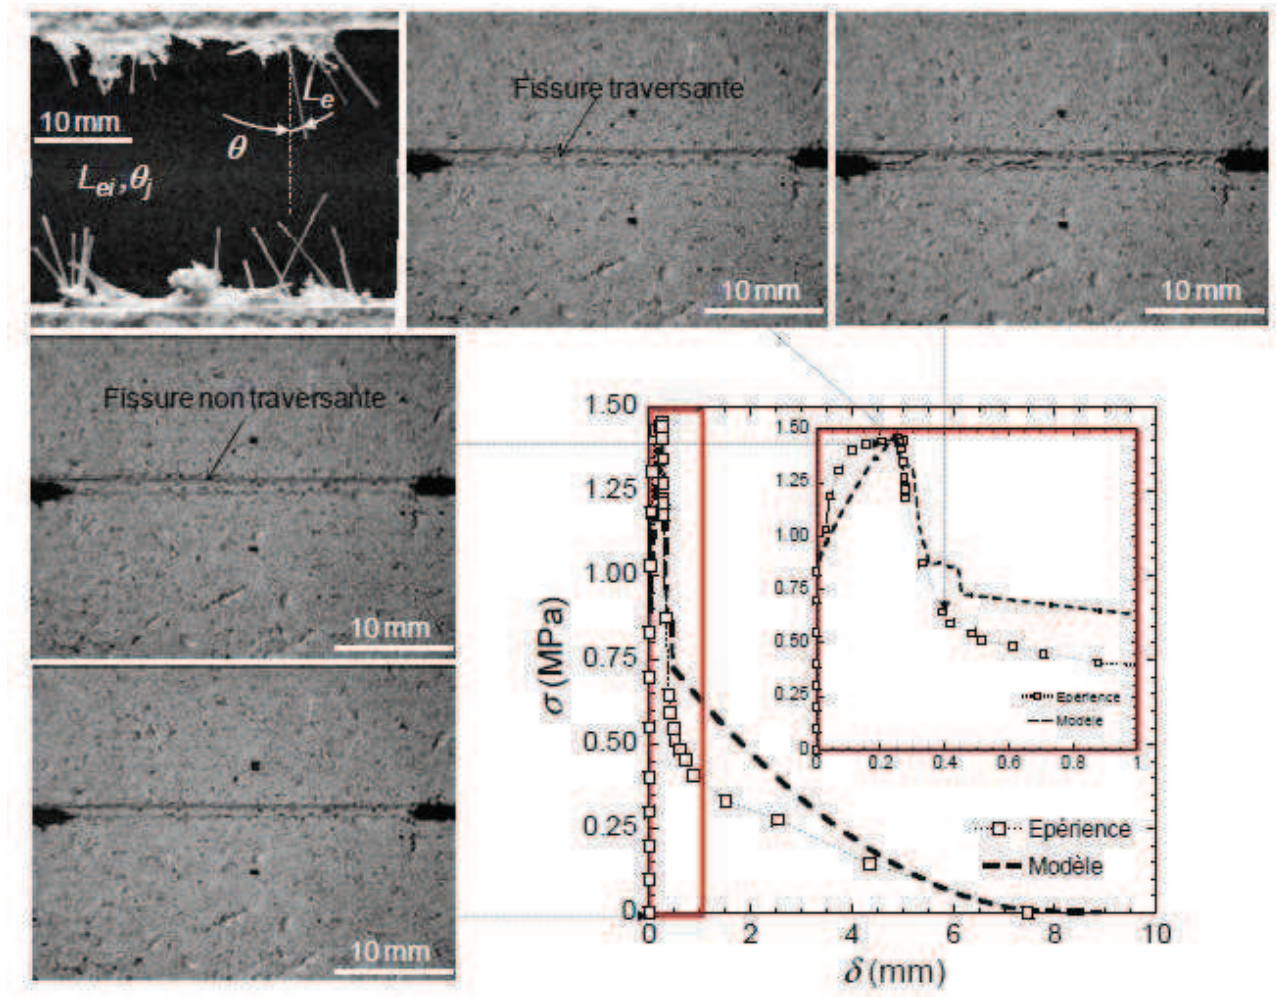 10 mm
Le
θ
Lei, θj
Fissure traversante
10 mm
10 mm
Fissure non traversante
10 mm
10 mm
σ (MPa)
1.50
1.25
1.00
0.75
0.50
0.25
0
0 2 4 6 8 10
δ (mm)
1.50
1.25
1.00
0.75
0.50
0.25
0
0 0.2 0.4 0.6 0.8 1
Epérience
Modèle
Epérience
Modèle